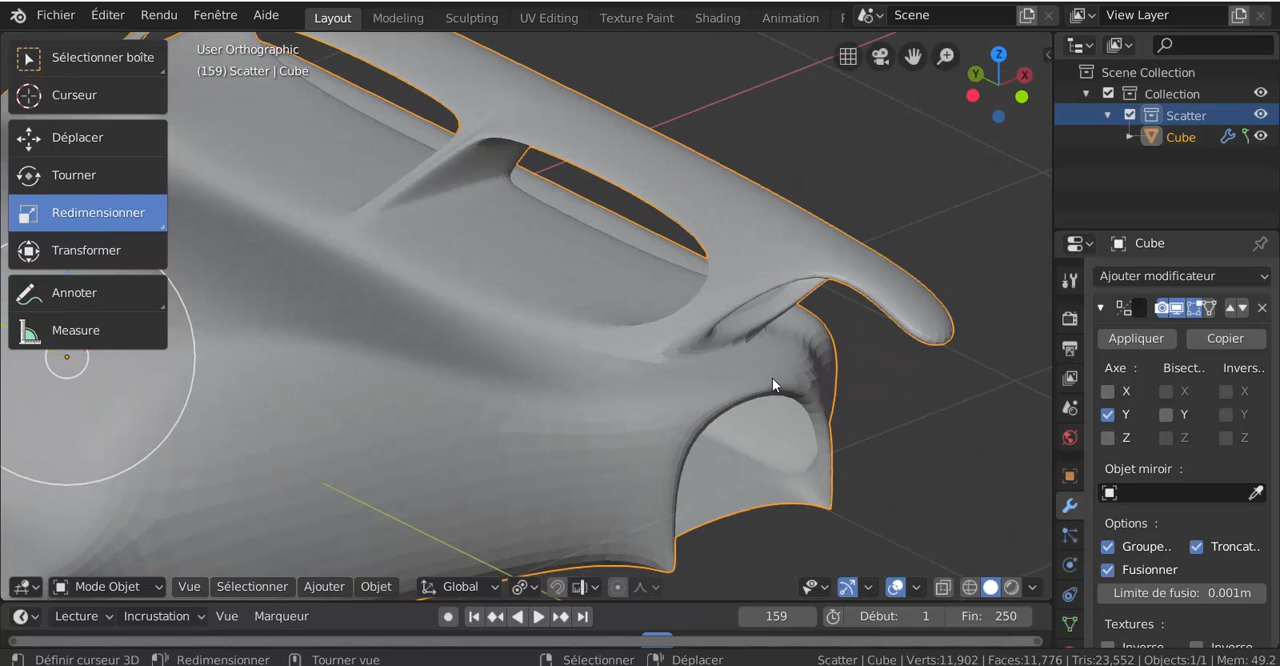 Fichier Éditer Rendu Fenêtre Aide Layout Modeling Sculpting UV Editing Texture Paint Shading Animation Scene View Layer
Sélectionner boîte
Curseur
Déplacer
Tourner
Redimensionner
Transformer
Annoter
Measure
User Orthographic
(159) Scatter | Cube
Z
Y
X
Scene Collection
Collection
Scatter
Cube
Cube
Ajouter modificateur
Appliquer Copier
Axe : Bisect.. Invers..
X X X
Y Y Y
Z Z Z
Objet miroir :
Options :
Groupe.. Troncat..
Fusionner
Limite de fusio: 0.001m
Textures :
Mode Objet Vue Sélectionner Ajouter Objet Global
Lecture Incrustation Vue Marqueur 159 Début: 1 Fin: 250
Définir curseur 3D Redimensionner Tourner vue Sélectionner Déplacer Scatter | Cube | Verts:11,902 | Faces:11,776 | Tris:23,552 | Objects:1/1 | Mem: 49.2